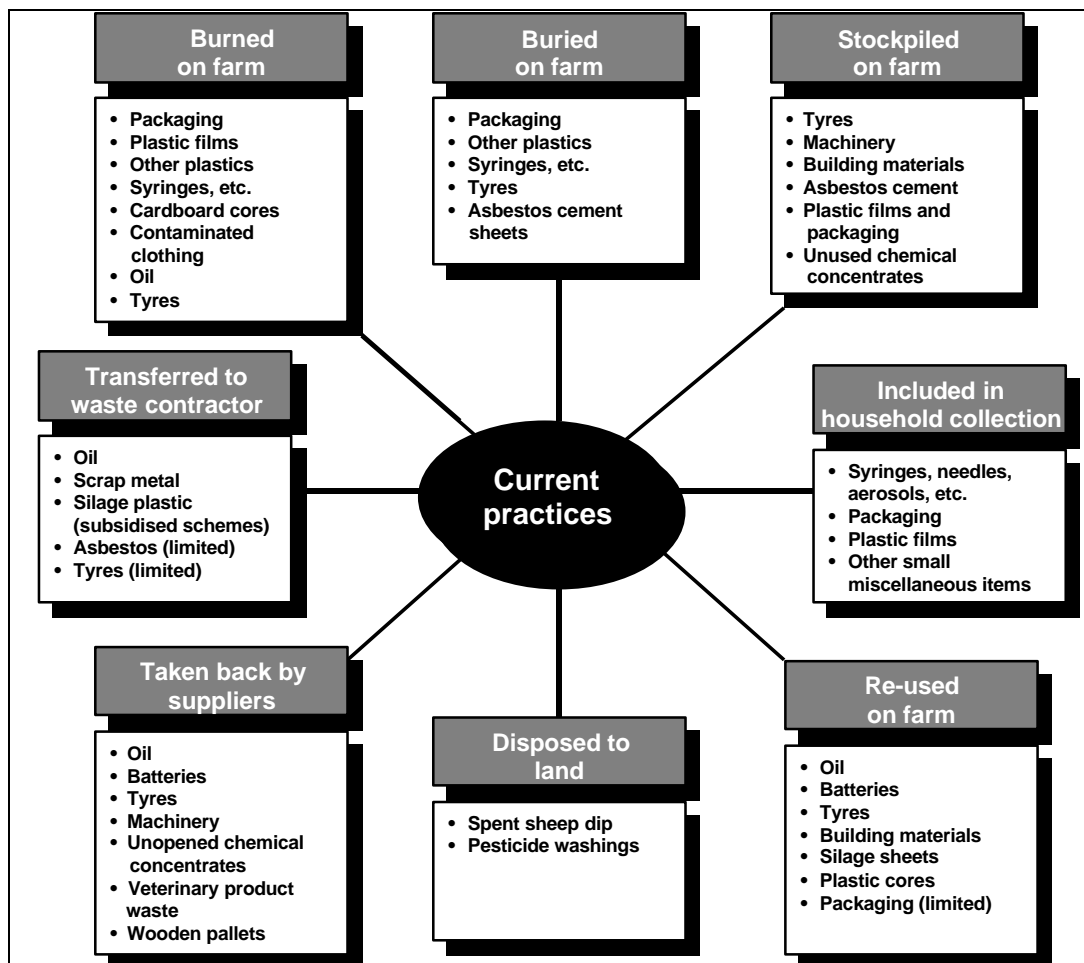 Burned
on farm
• Packaging
• Plastic films
• Other plastics
• Syringes, etc.
• Cardboard cores
• Contaminated
clothing
• Oil
• Tyres
Buried
on farm
• Packaging
• Other plastics
• Syringes, etc.
• Tyres
• Asbestos cement
sheets
Stockpiled
on farm
• Tyres
• Machinery
• Building materials
• Asbestos cement
• Plastic films and
packaging
• Unused chemical
concentrates
Transferred to
waste contractor
• Oil
• Scrap metal
• Silage plastic
(subsidised schemes)
• Asbestos (limited)
• Tyres (limited)
Current
practices
Included in
household collection
• Syringes, needles,
aerosols, etc.
• Packaging
• Plastic films
• Other small
miscellaneous items
Taken back by
suppliers
• Oil
• Batteries
• Tyres
• Machinery
• Unopened chemical
concentrates
• Veterinary product
waste
• Wooden pallets
Disposed to
land
• Spent sheep dip
• Pesticide washings
Re-used
on farm
• Oil
• Batteries
• Tyres
• Building materials
• Silage sheets
• Plastic cores
• Packaging (limited)